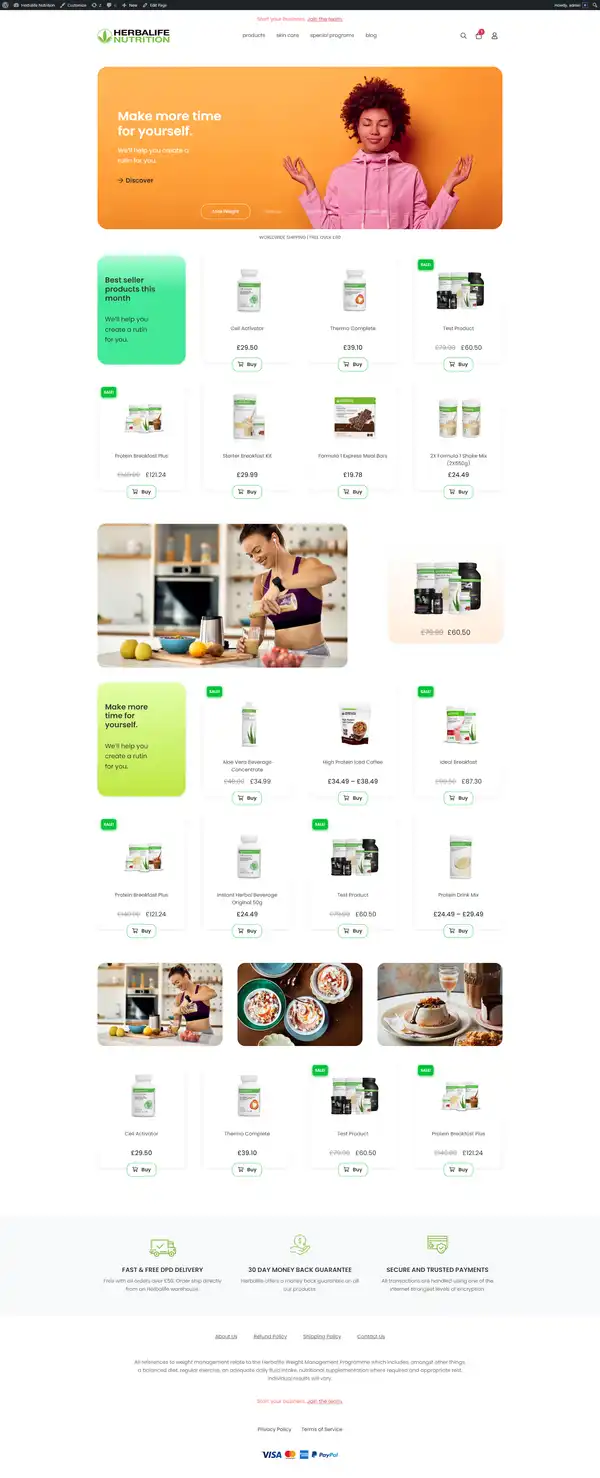 Herbalife Nutrition Customize 2 0 New Edit Page Howdy, admin
Start your business. Join the team.
HERBALIFE
NUTRITION
products skin care special programs blog
Make more time
for yourself.
We'll help you create a
rutin for you.
Discover
Lose Weight
Best seller
products this
month
We'll help you
create a rutin
for you.
Cell Activator
£29.50
Buy
Thermo Complete
£39.10
Buy
SALE!
Test Product
£79.90 £60.50
Buy
SALE!
Protein Breakfast Plus
£140.90 £121.24
Buy
Starter Breakfast Kit
£29.99
Buy
Formula 1 Express Meal Bars
£19.78
Buy
2X Formula 1 Shake Mix
(2X550g)
£24.49
Buy
£79.90 £60.50
Make more
time for
yourself.
We'll help you
create a rutin
for you.
SALE!
Aloe Vera Beverage
Concentrate
£40.00 £34.99
Buy
High Protein Iced Coffee
£34.49 – £38.49
Buy
SALE!
Ideal Breakfast
£67.30
Buy
SALE!
Protein Breakfast Plus
£140.90 £121.24
Buy
Instant Herbal Beverage
Original 50g
£24.49
Buy
SALE!
Test Product
£79.90 £60.50
Buy
Protein Drink Mix
£24.49 – £29.49
Buy
Cell Activator
£29.50
Buy
Thermo Complete
£39.10
Buy
SALE!
Test Product
£79.90 £60.50
Buy
SALE!
Protein Breakfast Plus
£140.90 £121.24
Buy
FAST & FREE DPD DELIVERY
Free with all orders over £50. Order ship directly
from an Herbalife warehouse.
30 DAY MONEY BACK GUARANTEE
Herbalife offers a money back guarantee on all
our products
SECURE AND TRUSTED PAYMENTS
All transactions are handled using one of the
internet strongest levels of encryption
About Us Refund Policy Shipping Policy Contact Us
All references to weight management relate to the Herbalife Weight Management Programme which includes, amongst other things,
a balanced diet, regular exercise, an adequate daily fluid intake, nutritional supplementation where required and appropriate rest.
Individual results will vary.
Start your business. Join the team.
Privacy Policy Terms of Service
VISA PayPal